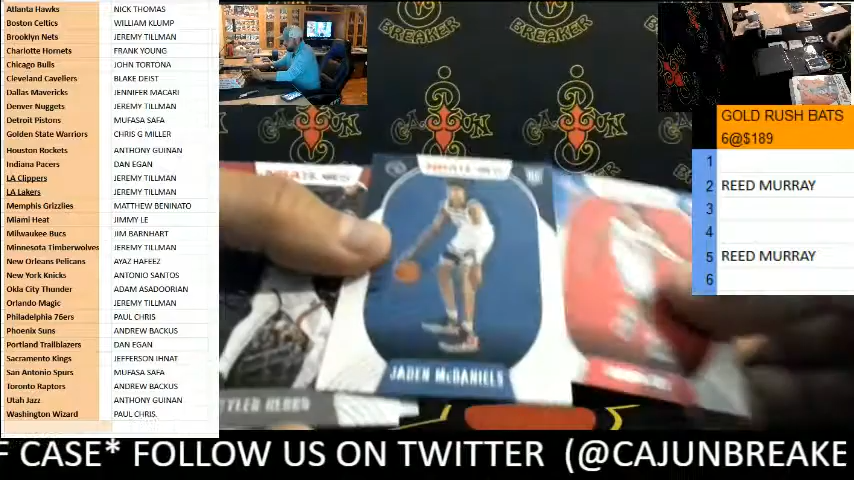 Atlanta Hawks NICK THOMAS
Boston Celtics WILLIAM KLUMP
Brooklyn Nets JEREMY TILLMAN
Charlotte Hornets FRANK YOUNG
Chicago Bulls JOHN TORTONA
Cleveland Cavellers BLAKE DEIST
Dallas Mavericks JENNIFER MACARI
Denver Nuggets JEREMY TILLMAN
Detroit Pistons MUFASA SAFA
Golden State Warriors CHRIS G MILLER
Houston Rockets ANTHONY GUINAN
Indiana Pacers DAN EGAN
LA Clippers JEREMY TILLMAN
LA Lakers JEREMY TILLMAN
Memphis Grizzlies MATTHEW BENINATO
Miami Heat JIMMY LE
Milwaukee Bucs JIM BARNHART
Minnesota Timberwolves JEREMY TILLMAN
New Orleans Pelicans AYAZ HAFEEZ
New York Knicks ANTONIO SANTOS
Okla City Thunder ADAM ASADOORIAN
Orlando Magic JEREMY TILLMAN
Philadelphia 76ers PAUL CHRIS
Phoenix Suns ANDREW BACKUS
Portland Trailblazers DAN EGAN
Sacramento Kings JEFFERSON IHNAT
San Antonio Spurs MUFASA SAFA
Toronto Raptors ANDREW BACKUS
Utah Jazz ANTHONY GUINAN
Washington Wizard PAUL CHRIS
BREAKER
BREAKER
CAJUN
CAJUN
CAJUN
JADEN McDANIELS
TYLER HERRO
GOLD RUSH BATS
6@$189
1
2 REED MURRAY
3
4
5 REED MURRAY
6
F CASE* FOLLOW US ON TWITTER (@CAJUNBREAKE